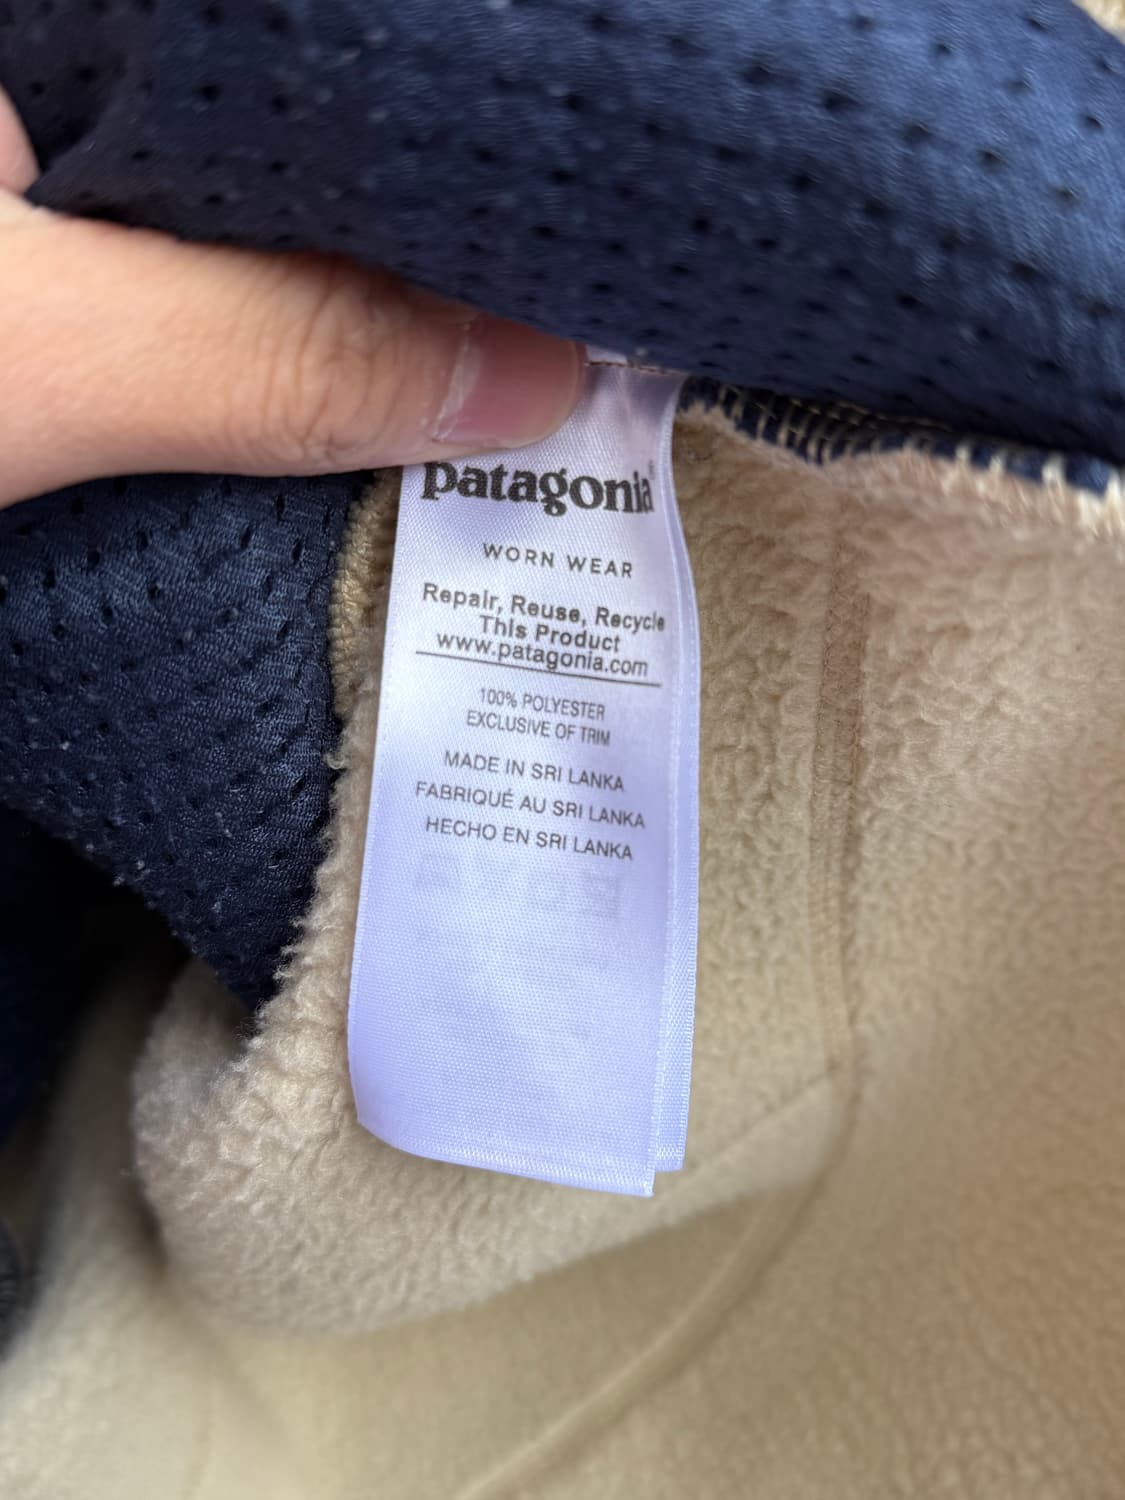 patagonia®
WORN WEAR
Repair, Reuse, Recycle
This Product
www.patagonia.com
100% POLYESTER
EXCLUSIVE OF TRIM
MADE IN SRI LANKA
FABRIQUÉ AU SRI LANKA
HECHO EN SRI LANKA